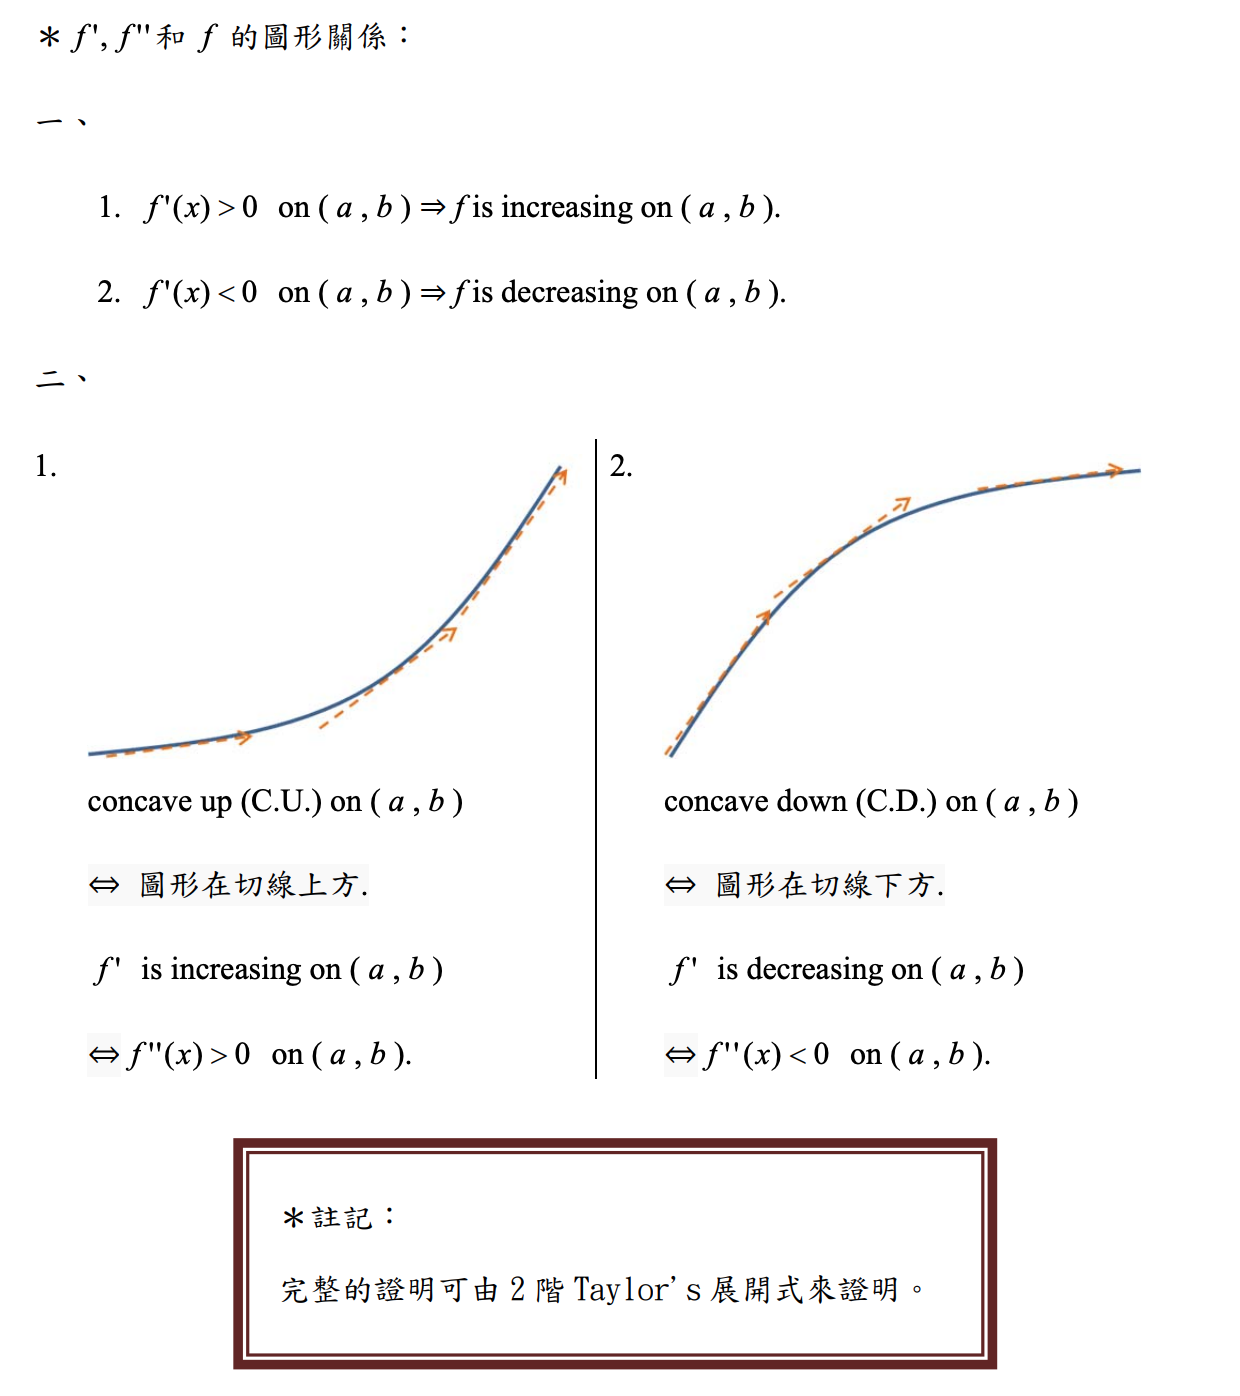 ＊f', f''和 f 的圖形關係：
一、
1. f'(x)>0 on ( a , b )⇒f is increasing on ( a , b ).
2. f'(x)<0 on ( a , b )⇒f is decreasing on ( a , b ).
二、
1.
concave up (C.U.) on ( a , b )
⇔ 圖形在切線上方.
f' is increasing on ( a , b )
⇔ f''(x)>0 on ( a , b ).
2.
concave down (C.D.) on ( a , b )
⇔ 圖形在切線下方.
f' is decreasing on ( a , b )
⇔ f''(x)<0 on ( a , b ).
＊註記：
完整的證明可由 2 階 Taylor's 展開式來證明。